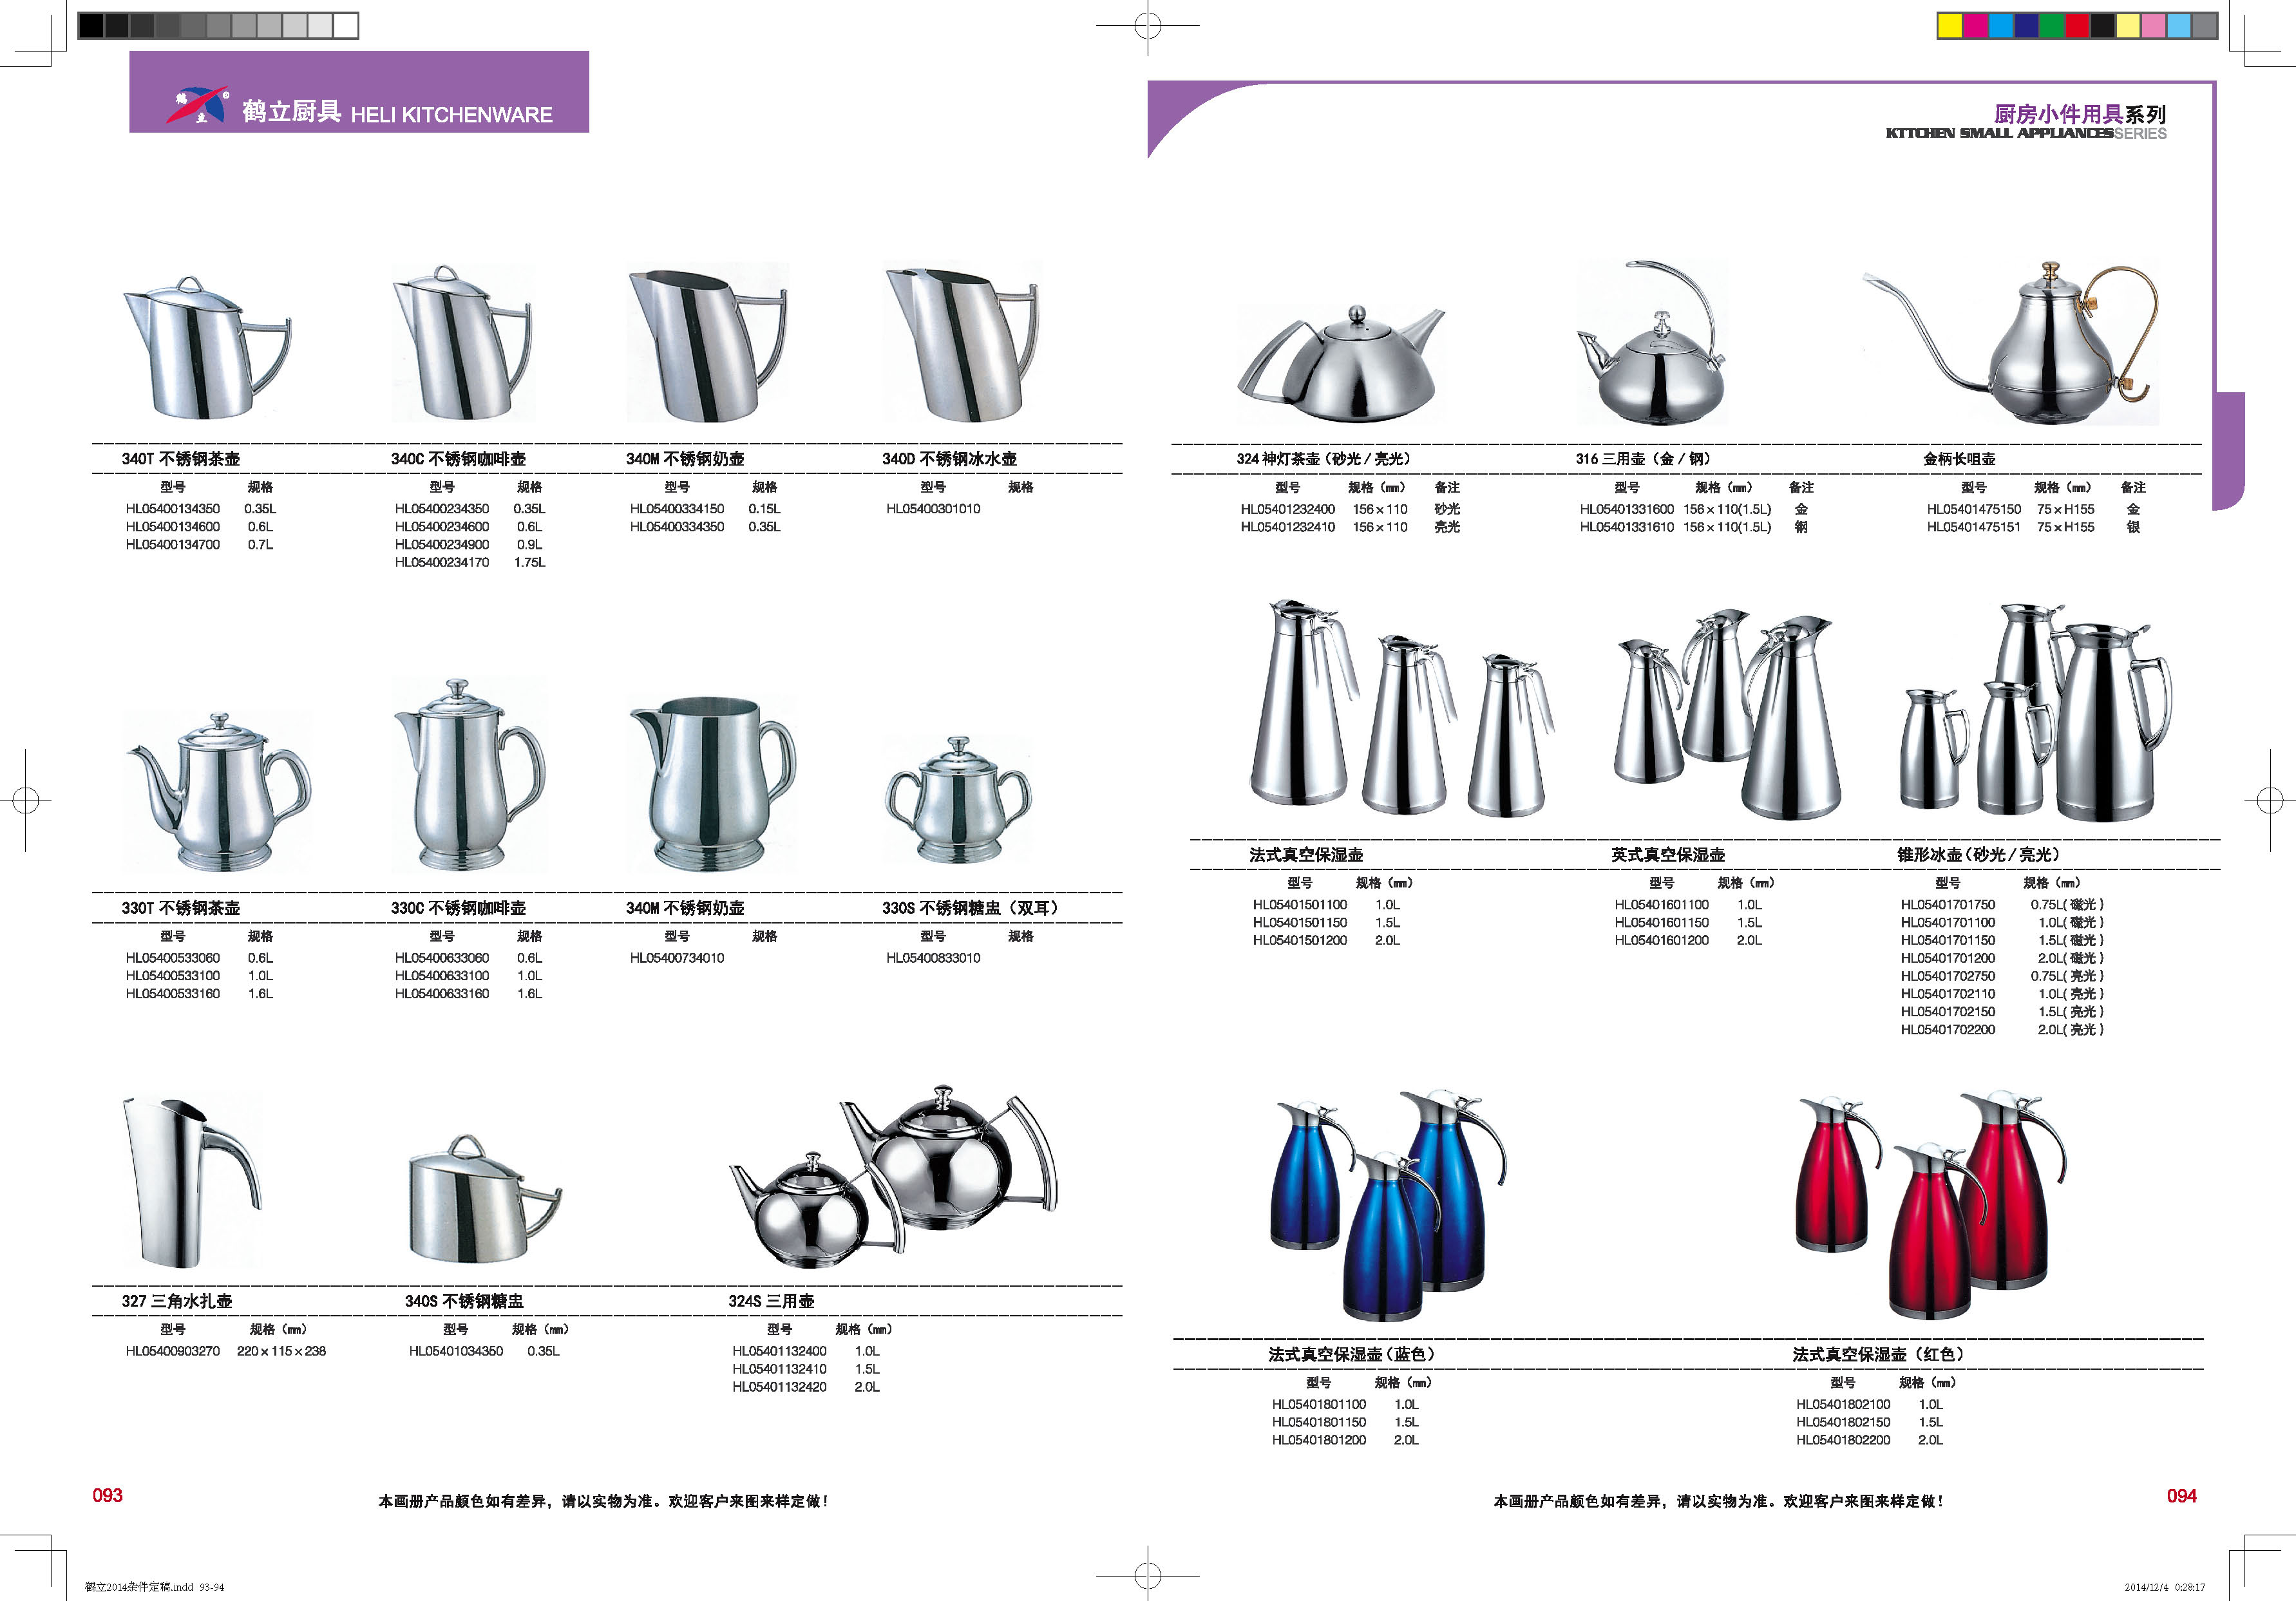 鹤立
鹤立厨具 HELI KITCHENWARE
340T 不锈钢茶壶
型号 规格
HL05400134350 0.35L
HL05400134600 0.6L
HL05400134700 0.7L
340C 不锈钢咖啡壶
型号 规格
HL05400234350 0.35L
HL05400234600 0.6L
HL05400234900 0.9L
HL05400234170 1.75L
340M 不锈钢奶壶
型号 规格
HL05400334150 0.15L
HL05400334350 0.35L
340D 不锈钢冰水壶
型号 规格
HL05400301010
330T 不锈钢茶壶
型号 规格
HL05400533060 0.6L
HL05400533100 1.0L
HL05400533160 1.6L
330C 不锈钢咖啡壶
型号 规格
HL05400633060 0.6L
HL05400633100 1.0L
HL05400633160 1.6L
340M 不锈钢奶壶
型号 规格
HL05400734010
330S 不锈钢糖盅（双耳）
型号 规格
HL05400833010
327 三角水扎壶
型号 规格（mm）
HL05400903270 220×115×238
340S 不锈钢糖盅
型号 规格（mm）
HL05401034350 0.35L
324S 三用壶
型号 规格（mm）
HL05401132400 1.0L
HL05401132410 1.5L
HL05401132420 2.0L
093
本画册产品颜色如有差异，请以实物为准。欢迎客户来图来样定做！
厨房小件用具系列
KTTCHEN SMALL APPLIANCESSERIES
324 神灯茶壶（砂光/亮光）
型号 规格（mm） 备注
HL05401232400 156×110 砂光
HL05401232410 156×110 亮光
316 三用壶（金/钢）
型号 规格（mm） 备注
HL05401331600 156×110(1.5L) 金
HL05401331610 156×110(1.5L) 钢
金柄长咀壶
型号 规格（mm） 备注
HL05401475150 75×H155 金
HL05401475151 75×H155 银
法式真空保湿壶
型号 规格（mm）
HL05401501100 1.0L
HL05401501150 1.5L
HL05401501200 2.0L
英式真空保湿壶
型号 规格（mm）
HL05401601100 1.0L
HL05401601150 1.5L
HL05401601200 2.0L
锥形冰壶（砂光/亮光）
型号 规格（mm）
HL05401701750 0.75L(磁光)
HL05401701100 1.0L(磁光)
HL05401701150 1.5L(磁光)
HL05401701200 2.0L(磁光)
HL05401702750 0.75L(亮光)
HL05401702110 1.0L(亮光)
HL05401702150 1.5L(亮光)
HL05401702200 2.0L(亮光)
法式真空保湿壶（蓝色）
型号 规格（mm）
HL05401801100 1.0L
HL05401801150 1.5L
HL05401801200 2.0L
法式真空保湿壶（红色）
型号 规格（mm）
HL05401802100 1.0L
HL05401802150 1.5L
HL05401802200 2.0L
本画册产品颜色如有差异，请以实物为准。欢迎客户来图来样定做！
094
鹤立2014杂件定稿.indd 93-94
2014/12/4 0:28:17